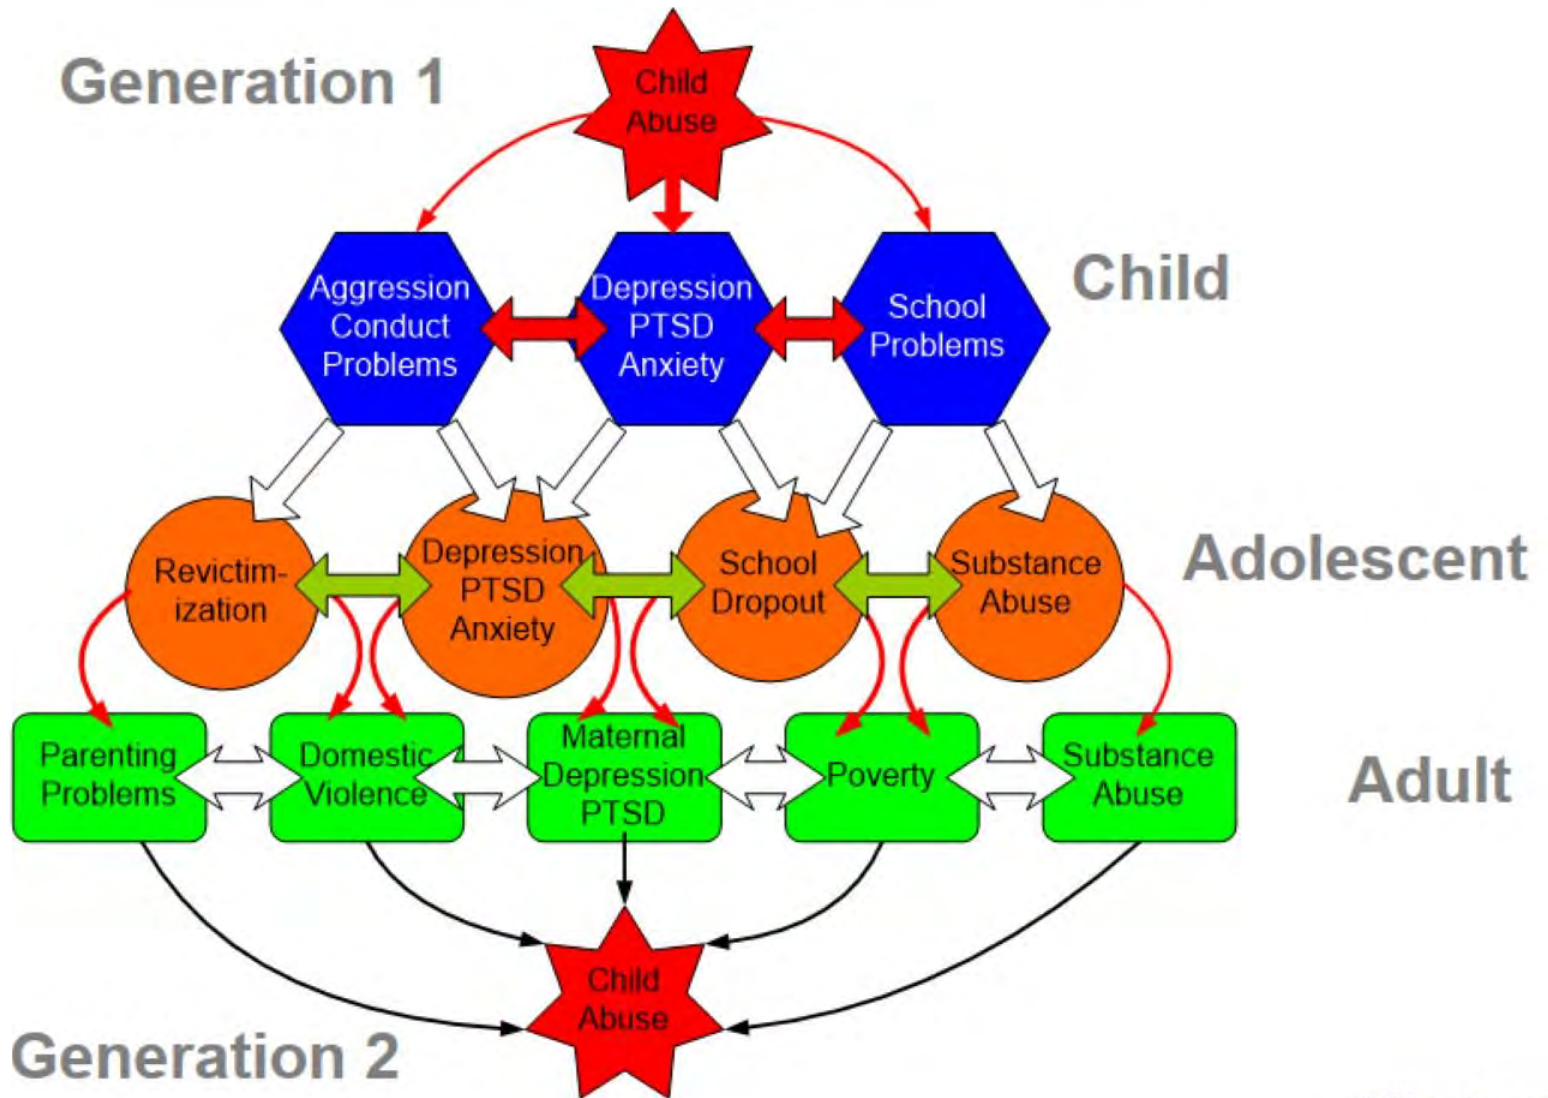 Generation 1
Child
Abuse
Aggression
Conduct
Problems
Depression
PTSD
Anxiety
School
Problems
Child
Revictim-
ization
Depression
PTSD
Anxiety
School
Dropout
Substance
Abuse
Adolescent
Parenting
Problems
Domestic
Violence
Maternal
Depression
PTSD
Poverty
Substance
Abuse
Adult
Child
Abuse
Generation 2